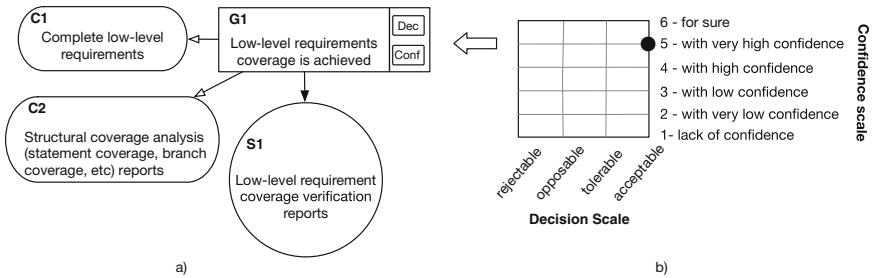 C1
Complete low-level
requirements
G1
Low-level requirements
coverage is achieved
Dec
Conf
C2
Structural coverage analysis
(statement coverage, branch
coverage, etc) reports
S1
Low-level requirement
coverage verification
reports
a)
6 - for sure
5 - with very high confidence
4 - with high confidence
3 - with low confidence
2 - with very low confidence
1- lack of confidence
Confidence scale
rejectable
opposable
tolerable
acceptable
Decision Scale
b)